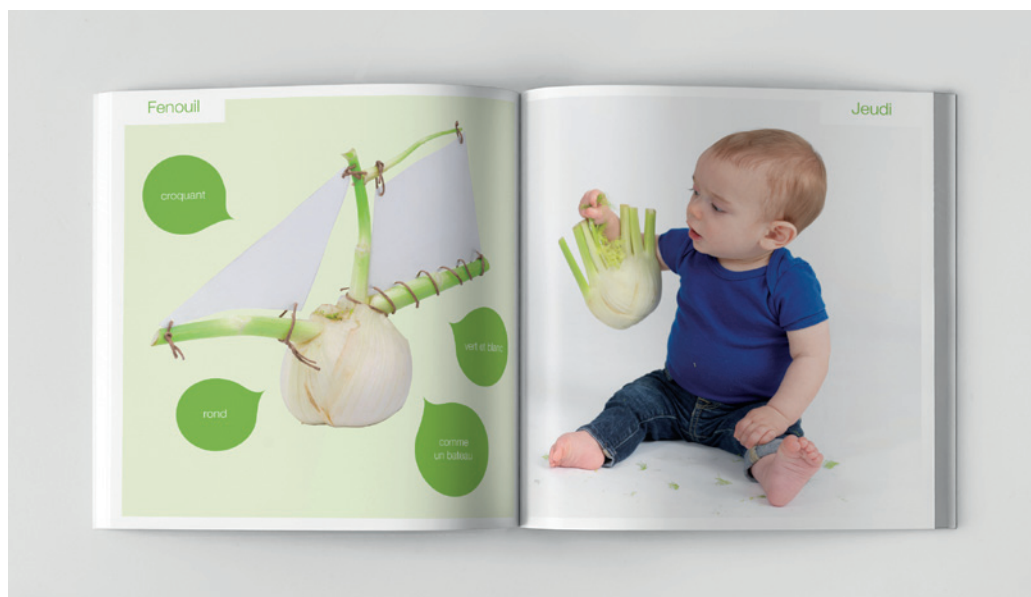 Fenouil
croquant
vert et blanc
rond
comme
un bateau
Jeudi